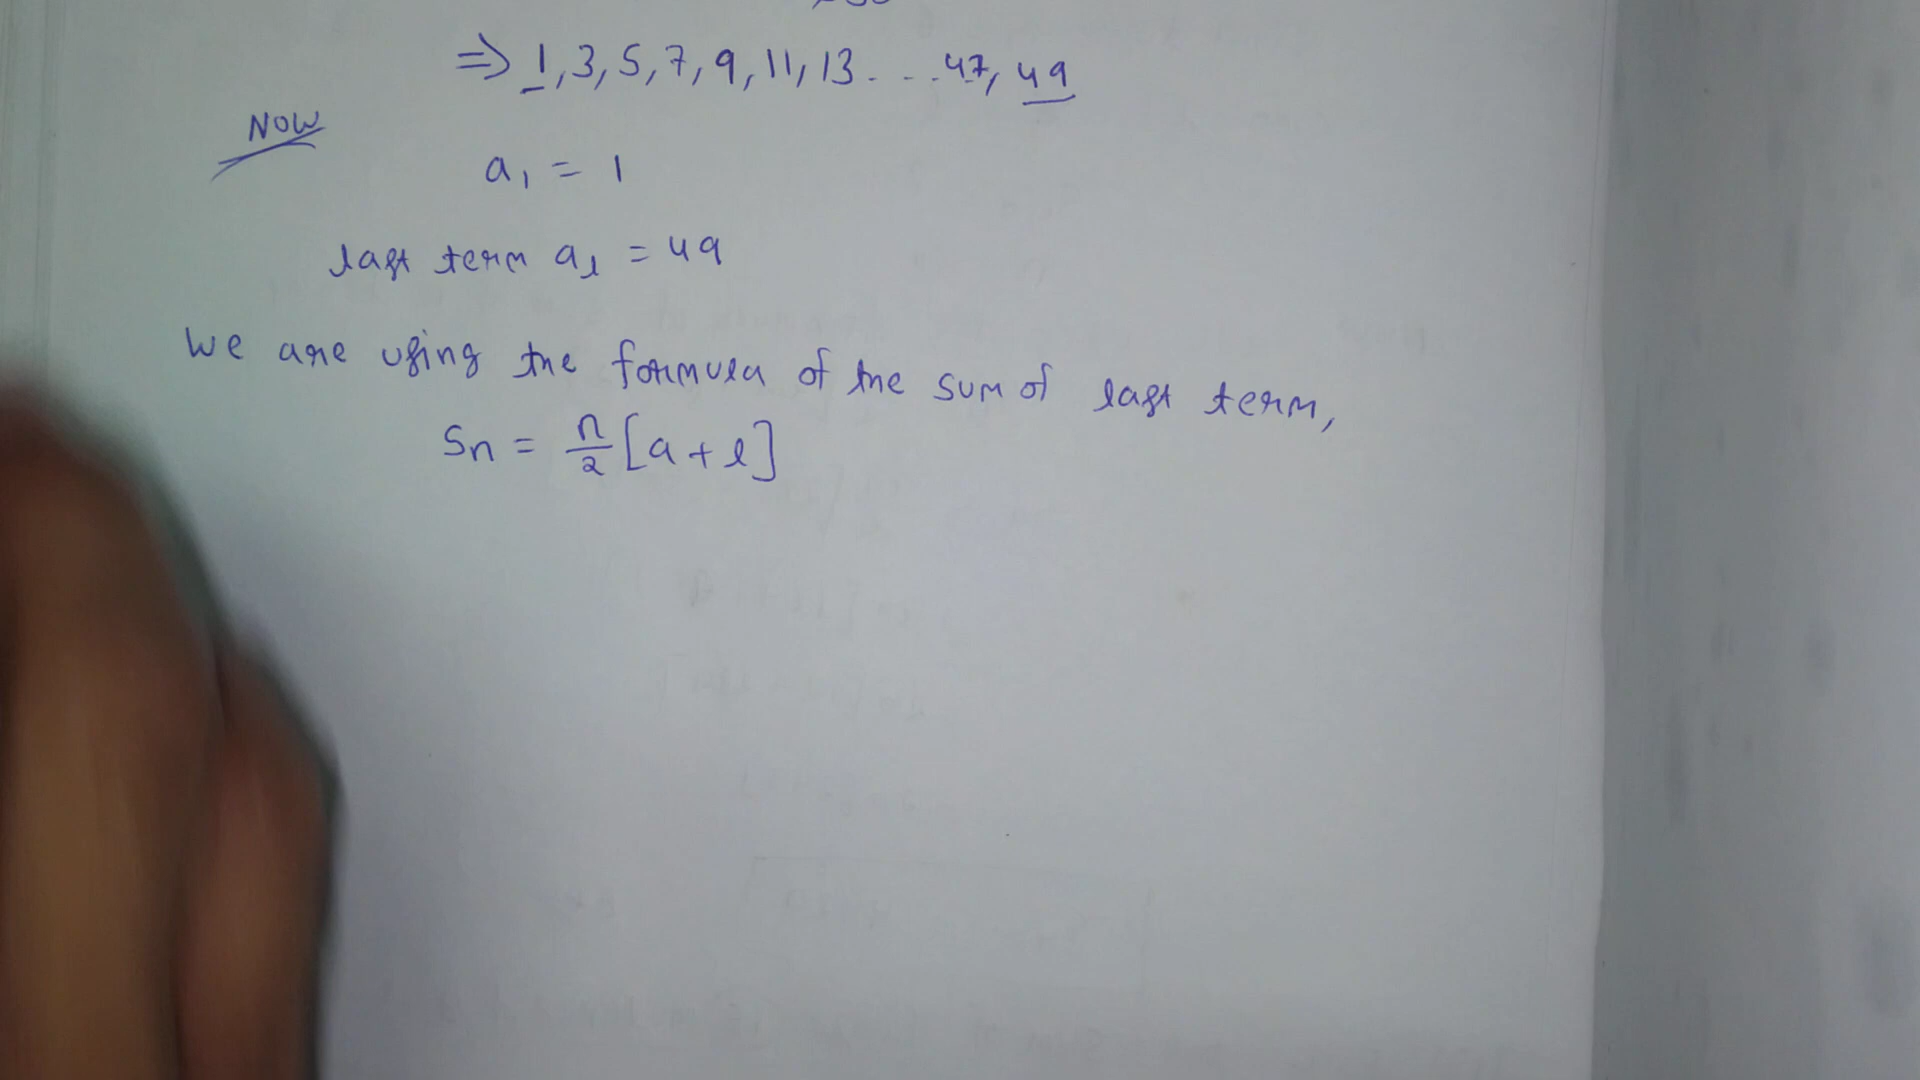 ⇒ 1, 3, 5, 7, 9, 11, 13 . . . . 47, 49
NOW
a₁ = 1
last term aₗ = 49
We are using the formula of the sum of last term,
Sn = n/2 [a + l]